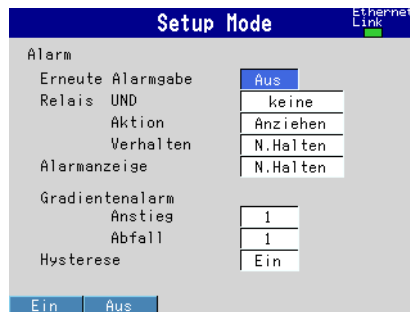 Setup Mode
Ethernet
Link
Alarm
Erneute Alarmgabe Aus
Relais UND keine
Aktion Anziehen
Verhalten N.Halten
Alarmanzeige N.Halten
Gradientenalarm
Anstieg 1
Abfall 1
Hysterese Ein
Ein Aus